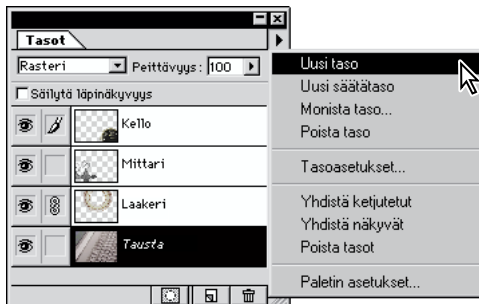 Tasot
Rasteri Peittävyys: 100
Säilytä läpinäkyvyys
Kello
Mittari
Laakeri
Tausta
Uusi taso
Uusi säätätaso
Monista taso...
Poista taso
Tasoasetukset...
Yhdistä ketjutetut
Yhdistä näkyvät
Poista tasot
Paletin asetukset...